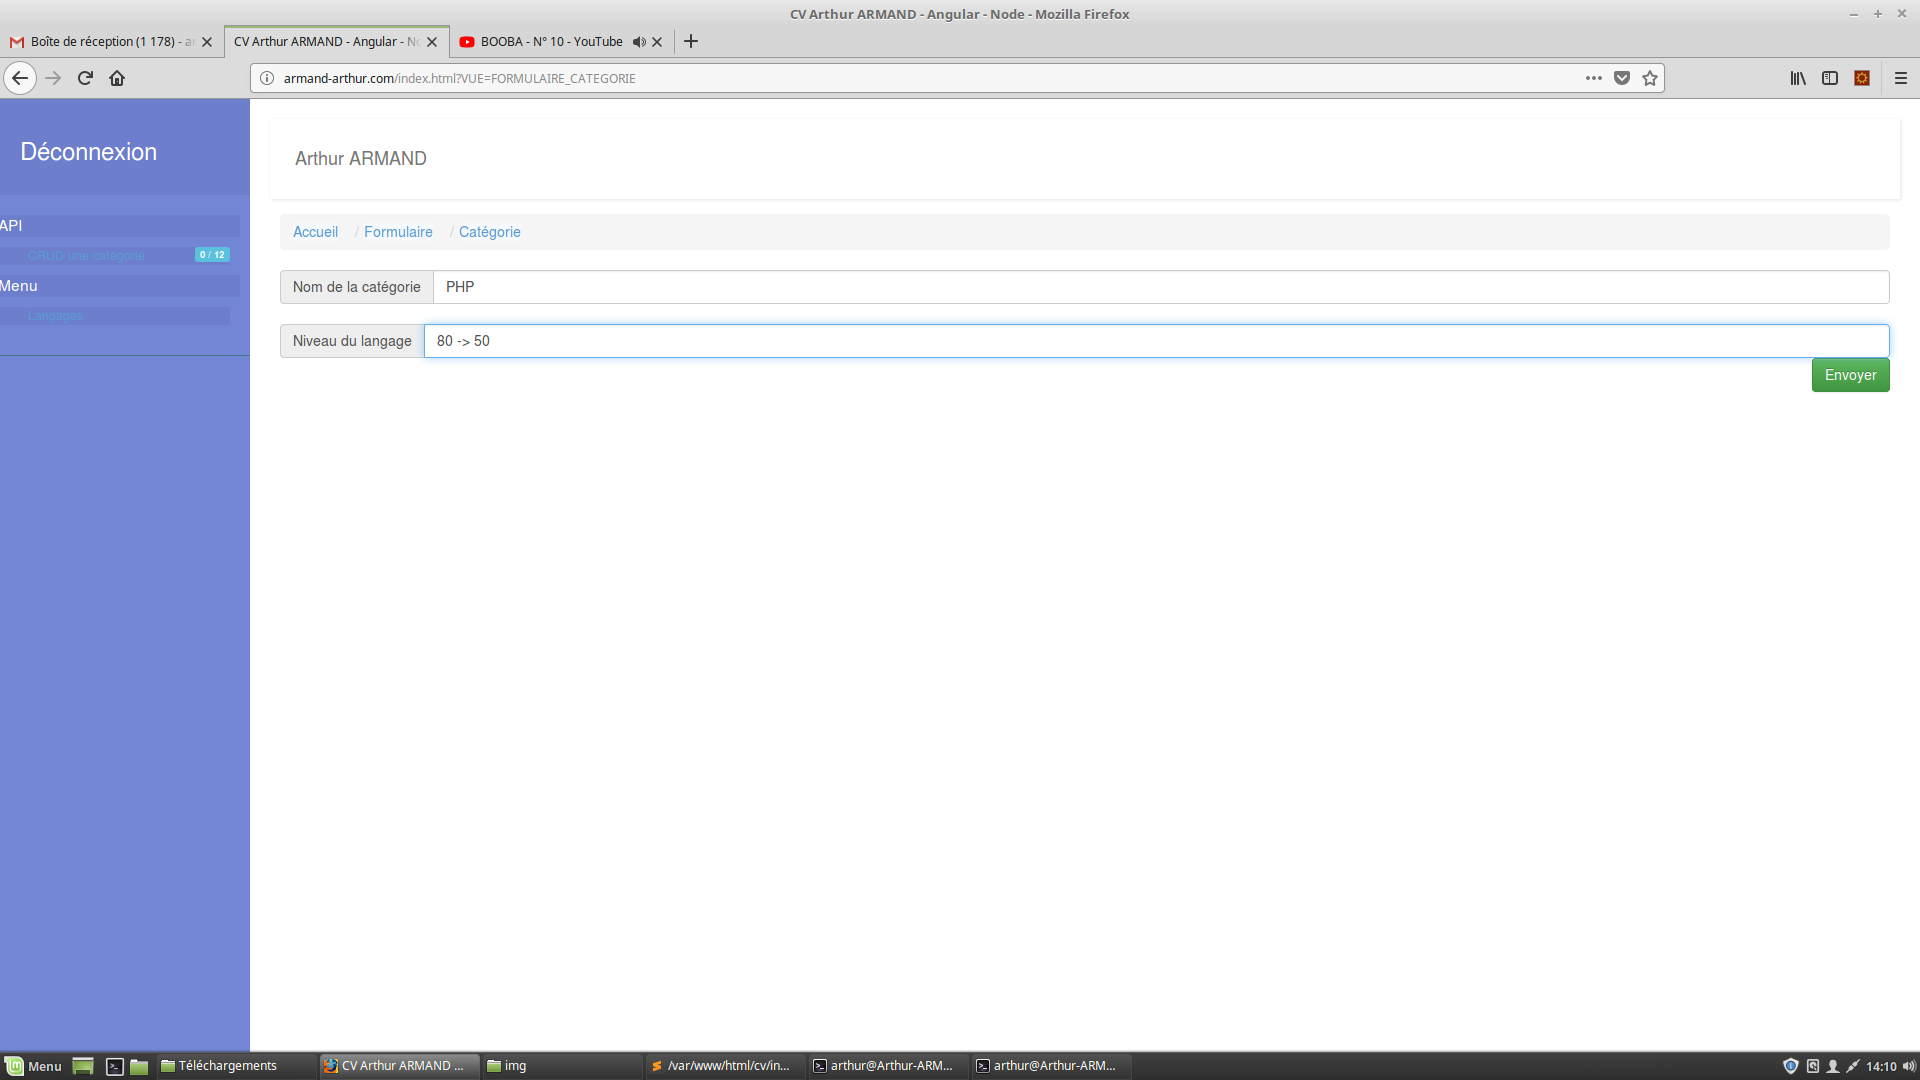 CV Arthur ARMAND - Angular - Node - Mozilla Firefox
Boîte de réception (1 178) - a
CV Arthur ARMAND - Angular - No
BOOBA - N° 10 - YouTube
armand-arthur.com/index.html?VUE=FORMULAIRE_CATEGORIE
Déconnexion
Arthur ARMAND
API
CRUD une catégorie
0 / 12
Menu
Langages
Accueil / Formulaire / Catégorie
Nom de la catégorie PHP
Niveau du langage 80 -> 50
Envoyer
Menu
Téléchargements
CV Arthur ARMAND ...
img
/var/www/html/cv/in...
arthur@Arthur-ARM...
arthur@Arthur-ARM...
14:10